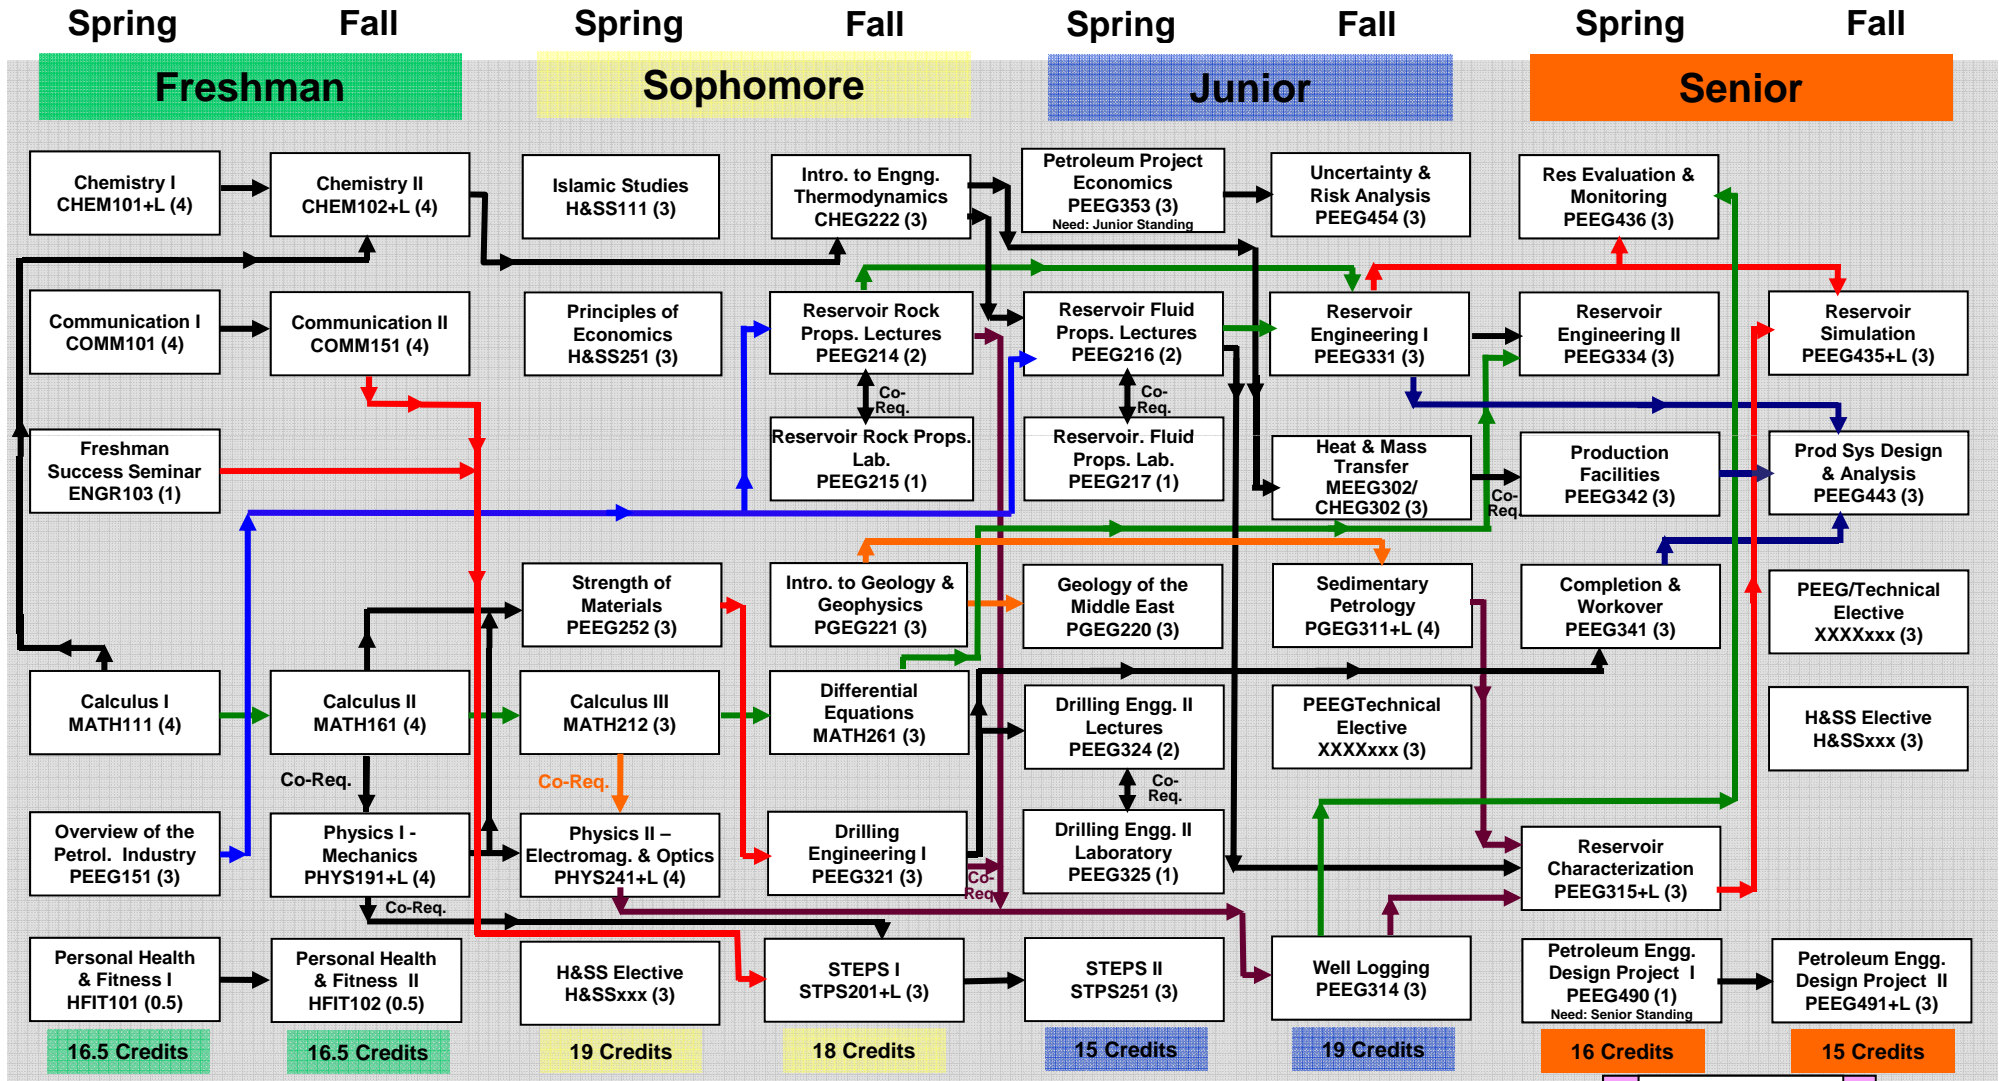 Spring
Fall
Spring
Fall
Spring
Fall
Spring
Fall
Freshman
Sophomore
Junior
Senior
Chemistry I
CHEM101+L (4)
Chemistry II
CHEM102+L (4)
Islamic Studies
H&SS111 (3)
Intro. to Engng.
Thermodynamics
CHEG222 (3)
Petroleum Project
Economics
PEEG353 (3)
Need: Junior Standing
Uncertainty &
Risk Analysis
PEEG454 (3)
Res Evaluation &
Monitoring
PEEG436 (3)
Communication I
COMM101 (4)
Communication II
COMM151 (4)
Principles of
Economics
H&SS251 (3)
Reservoir Rock
Props. Lectures
PEEG214 (2)
Reservoir Fluid
Props. Lectures
PEEG216 (2)
Reservoir
Engineering I
PEEG331 (3)
Reservoir
Engineering II
PEEG334 (3)
Reservoir
Simulation
PEEG435+L (3)
Co-
Req.
Co-
Req.
Freshman
Success Seminar
ENGR103 (1)
Reservoir Rock Props.
Lab.
PEEG215 (1)
Reservoir. Fluid
Props. Lab.
PEEG217 (1)
Heat & Mass
Transfer
MEEG302/
CHEG302 (3)
Co-
Req.
Production
Facilities
PEEG342 (3)
Prod Sys Design
& Analysis
PEEG443 (3)
Strength of
Materials
PEEG252 (3)
Intro. to Geology &
Geophysics
PGEG221 (3)
Geology of the
Middle East
PGEG220 (3)
Sedimentary
Petrology
PGEG311+L (4)
Completion &
Workover
PEEG341 (3)
PEEG/Technical
Elective
XXXXxxx (3)
Calculus I
MATH111 (4)
Calculus II
MATH161 (4)
Calculus III
MATH212 (3)
Differential
Equations
MATH261 (3)
Drilling Engg. II
Lectures
PEEG324 (2)
PEEGTechnical
Elective
XXXXxxx (3)
H&SS Elective
H&SSxxx (3)
Co-Req.
Co-Req.
Co-
Req.
Overview of the
Petrol. Industry
PEEG151 (3)
Physics I -
Mechanics
PHYS191+L (4)
Physics II –
Electromag. & Optics
PHYS241+L (4)
Drilling
Engineering I
PEEG321 (3)
Co-
Req.
Drilling Engg. II
Laboratory
PEEG325 (1)
Reservoir
Characterization
PEEG315+L (3)
Co-Req.
Personal Health
& Fitness I
HFIT101 (0.5)
Personal Health
& Fitness II
HFIT102 (0.5)
H&SS Elective
H&SSxxx (3)
STEPS I
STPS201+L (3)
STEPS II
STPS251 (3)
Well Logging
PEEG314 (3)
Petroleum Engg.
Design Project I
PEEG490 (1)
Need: Senior Standing
Petroleum Engg.
Design Project II
PEEG491+L (3)
16.5 Credits
16.5 Credits
19 Credits
18 Credits
15 Credits
19 Credits
16 Credits
15 Credits